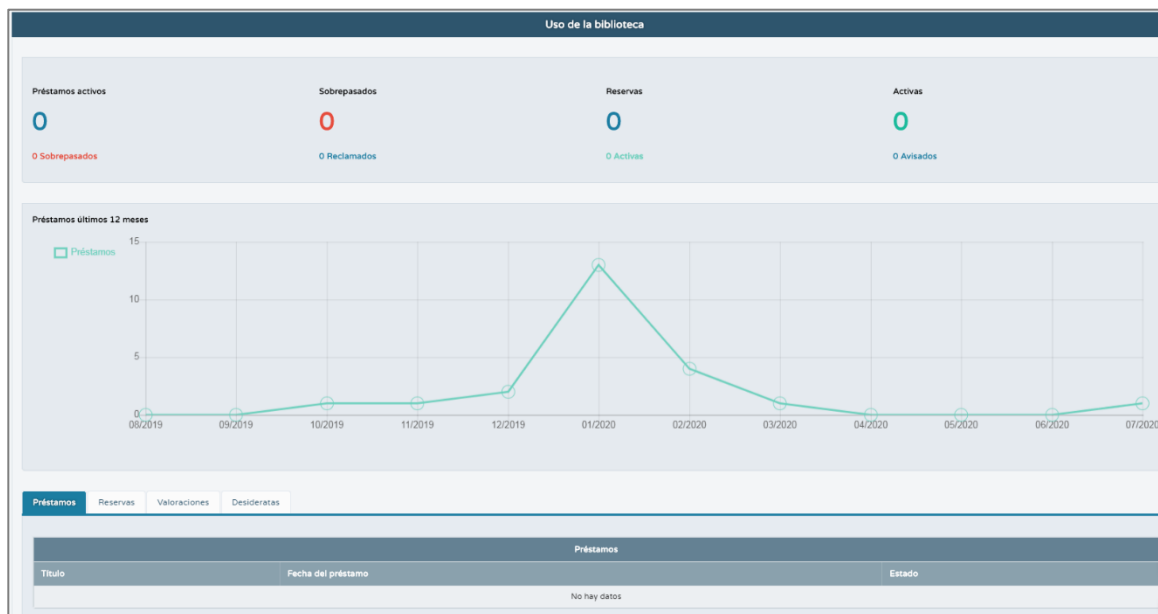 Uso de la biblioteca
Préstamos activos Sobrepasados Reservas Activas
0 0 0 0
0 Sobrepasados 0 Reclamados 0 Activas 0 Avisados
Préstamos últimos 12 meses
Préstamos
15
10
5
0
08/2019 09/2019 10/2019 11/2019 12/2019 01/2020 02/2020 03/2020 04/2020 05/2020 06/2020 07/2020
Préstamos Reservas Valoraciones Desideratas
Préstamos
Título Fecha del préstamo Estado
No hay datos